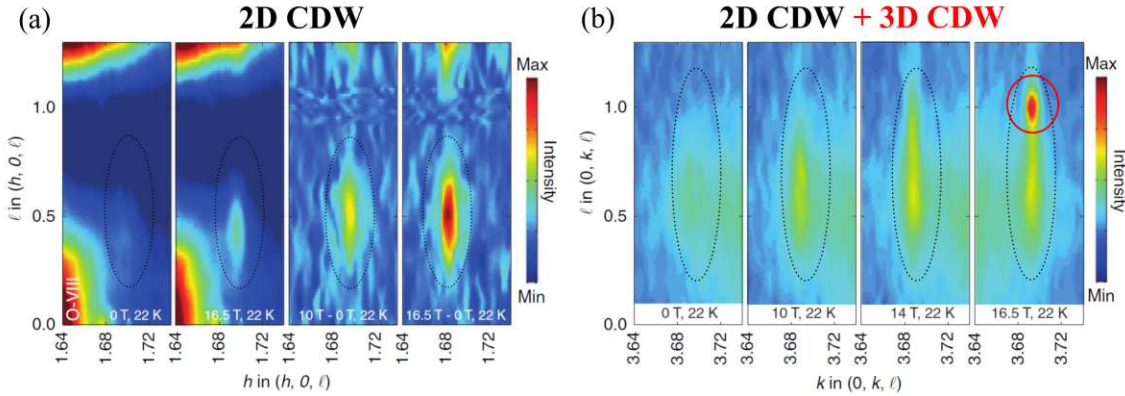 (a) 2D CDW
ℓ in (h, 0, ℓ)
1.0
0.5
0.0
O-VIII
0 T, 22 K
16.5 T, 22 K
10 T - 0 T, 22 K
16.5 T - 0 T, 22 K
1.64
1.68
1.72
1.64
1.68
1.72
1.64
1.68
1.72
1.64
1.68
1.72
h in (h, 0, ℓ)
Max
Intensity
Min
(b) 2D CDW + 3D CDW
ℓ in (0, k, ℓ)
1.0
0.5
0.0
0 T, 22 K
10 T, 22 K
14 T, 22 K
16.5 T, 22 K
3.64
3.68
3.72
3.64
3.68
3.72
3.64
3.68
3.72
3.64
3.68
3.72
k in (0, k, ℓ)
Max
Intensity
Min